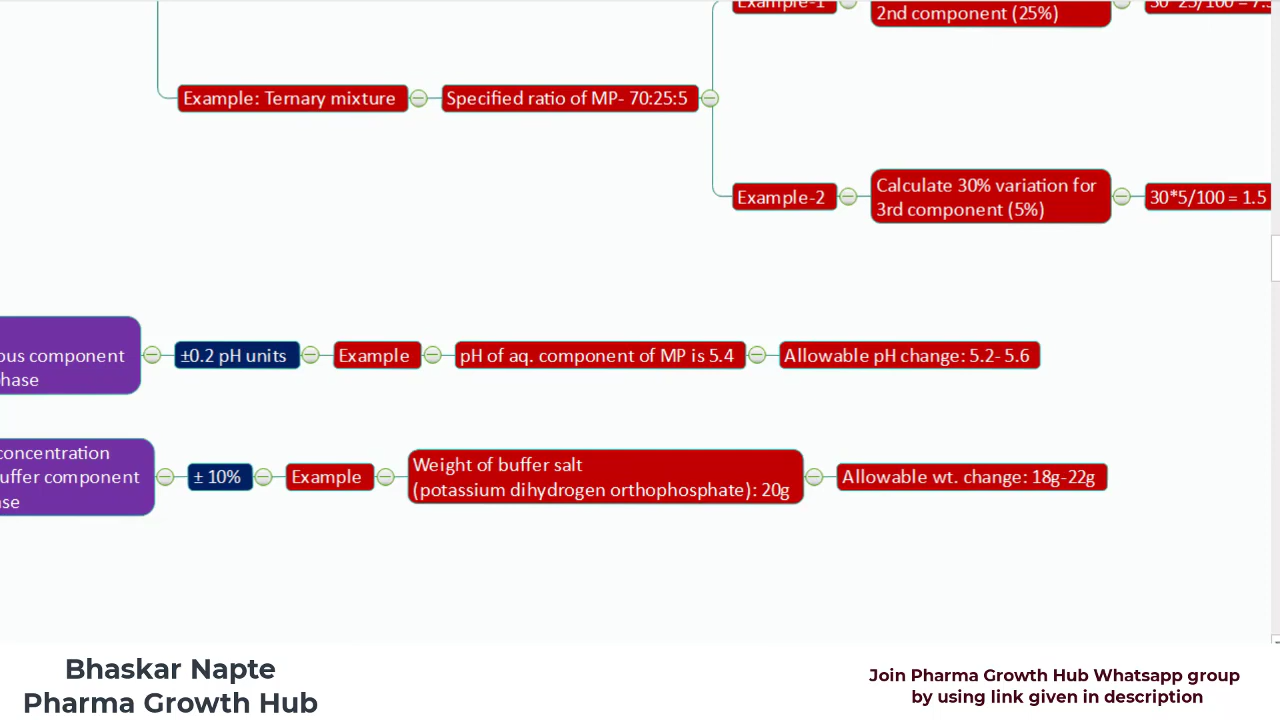 Example-1
2nd component (25%)
Example: Ternary mixture
Specified ratio of MP- 70:25:5
Example-2
Calculate 30% variation for
3rd component (5%)
30*5/100 = 1.5
component
±0.2 pH units
Example
pH of aq. component of MP is 5.4
Allowable pH change: 5.2- 5.6
concentration
component
± 10%
Example
Weight of buffer salt
(potassium dihydrogen orthophosphate): 20g
Allowable wt. change: 18g-22g
Bhaskar Napte
Pharma Growth Hub
Join Pharma Growth Hub Whatsapp group
by using link given in description